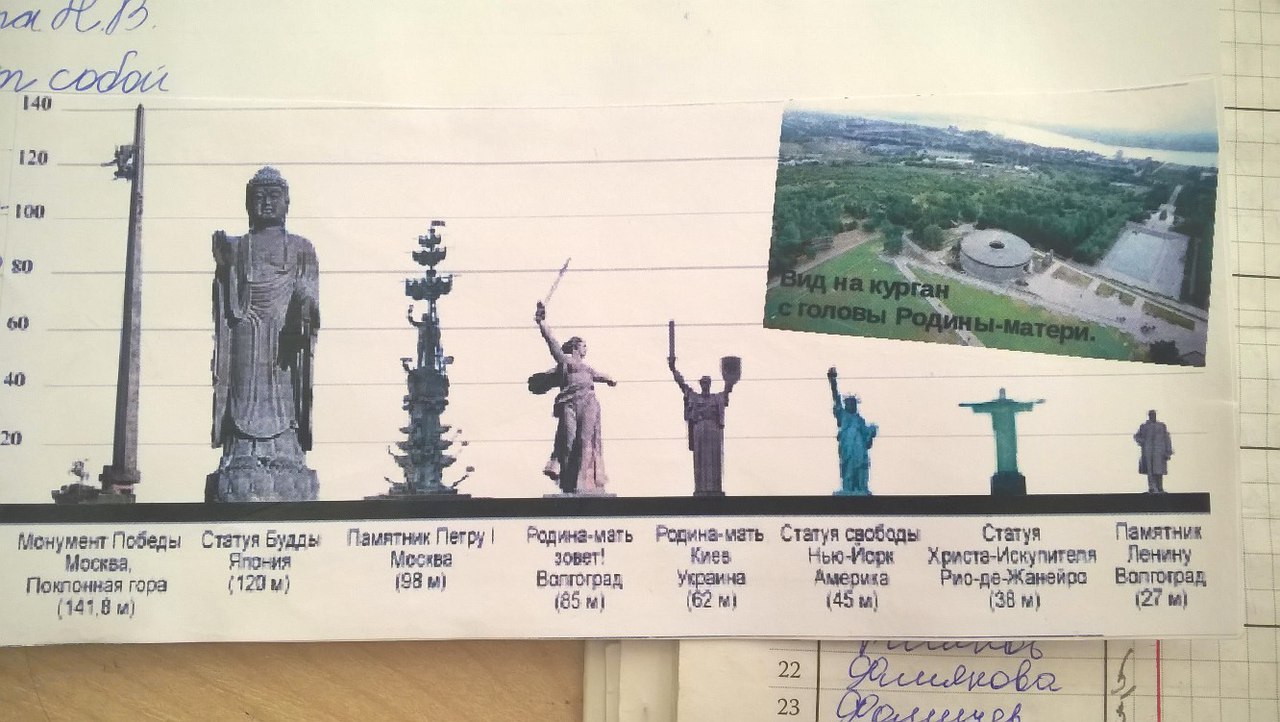 Н.В.
собой
140
120
100
80
60
40
20
Вид на курган
с головы Родины-матери.
Монумент Победы
Москва,
Поклонная гора
(141,8 м)
Статуя Будды
Япония
(120 м)
Памятник Петру I
Москва
(98 м)
Родина-мать
зовет!
Волгоград
(85 м)
Родина-мать
Киев
Украина
(62 м)
Статуя свободы
Нью-Йорк
Америка
(45 м)
Статуя
Христа-Искупителя
Рио-де-Жанейро
(38 м)
Памятник
Ленину
Волгоград
(27 м)
22
23